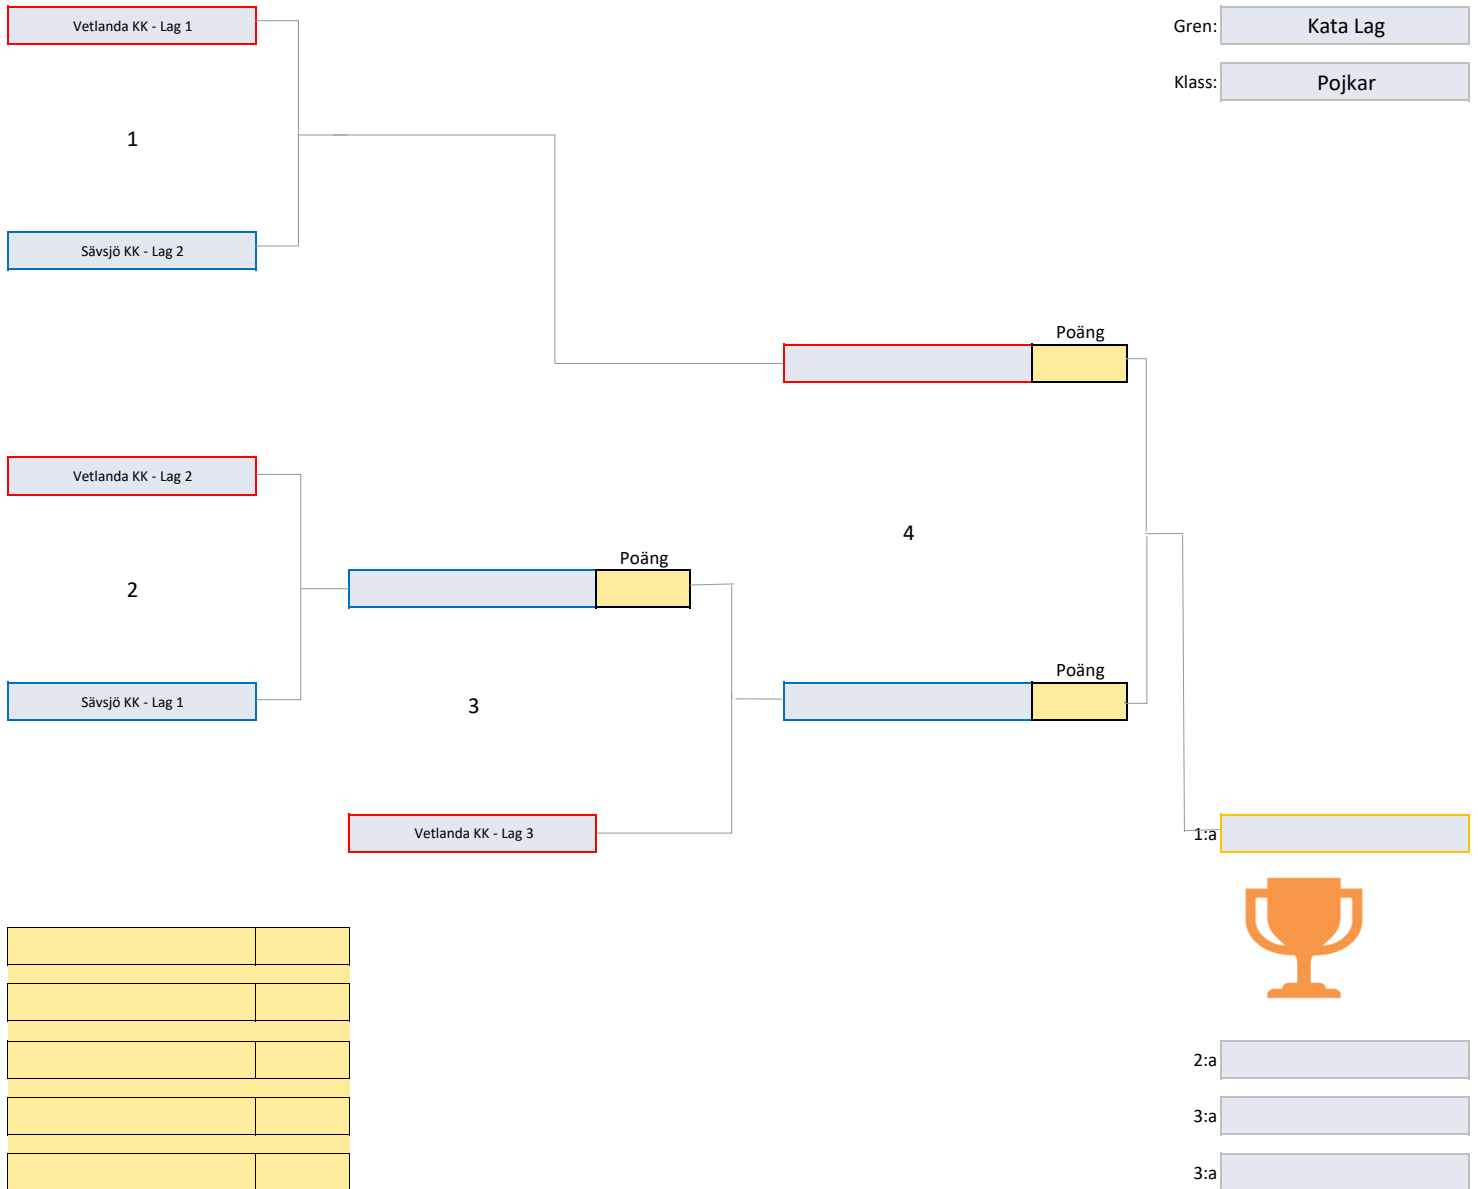 Vetlanda KK - Lag 1
Gren: Kata Lag
Klass: Pojkar
1
Sävsjö KK - Lag 2
Poäng
Vetlanda KK - Lag 2
4
Poäng
2
Poäng
Sävsjö KK - Lag 1
3
Vetlanda KK - Lag 3
1:a
2:a
3:a
3:a